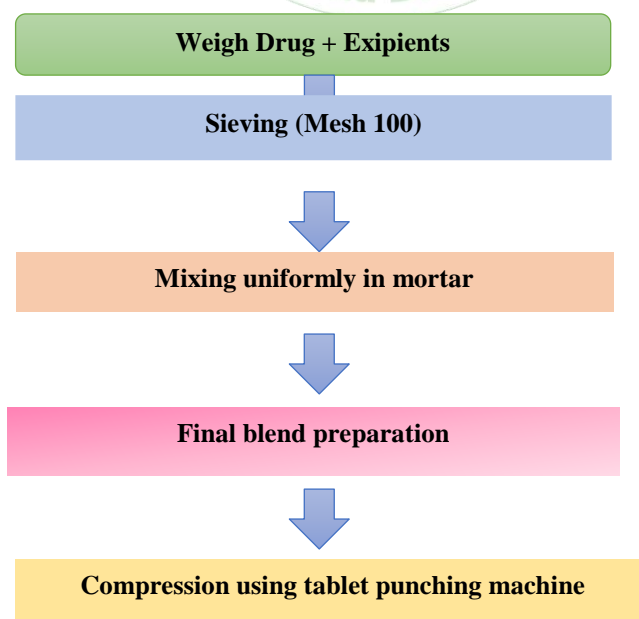 Weigh Drug + Exipients
Sieving (Mesh 100)
Mixing uniformly in mortar
Final blend preparation
Compression using tablet punching machine